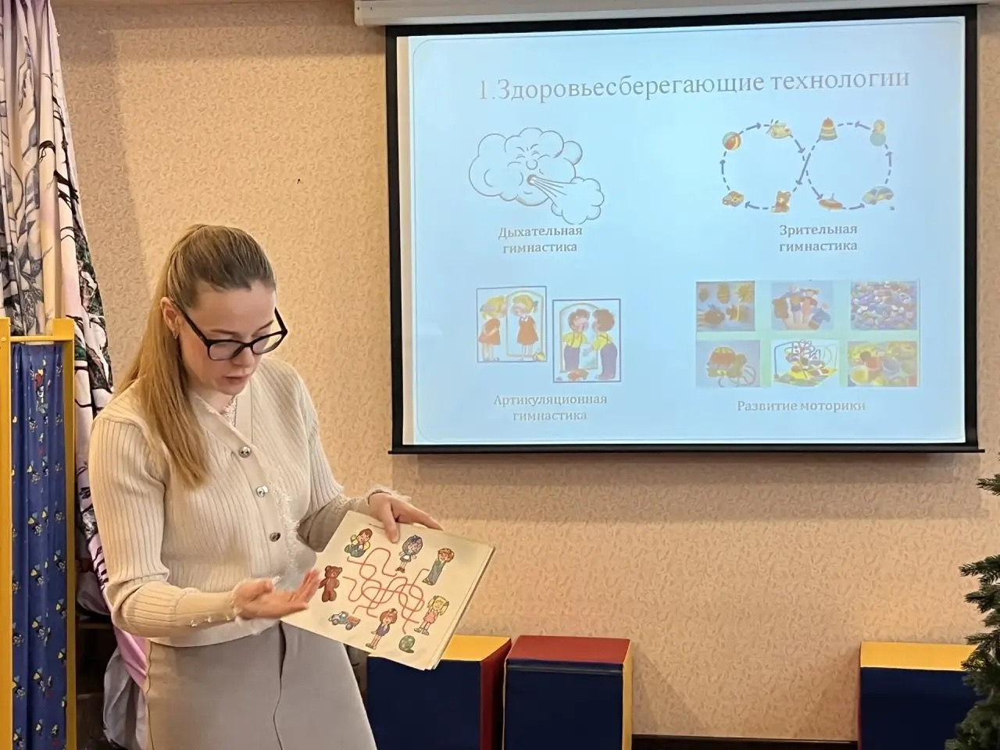 1.Здоровьесберегающие технологии
Дыхательная
гимнастика
Зрительная
гимнастика
Артикуляционная
гимнастика
Развитие моторики